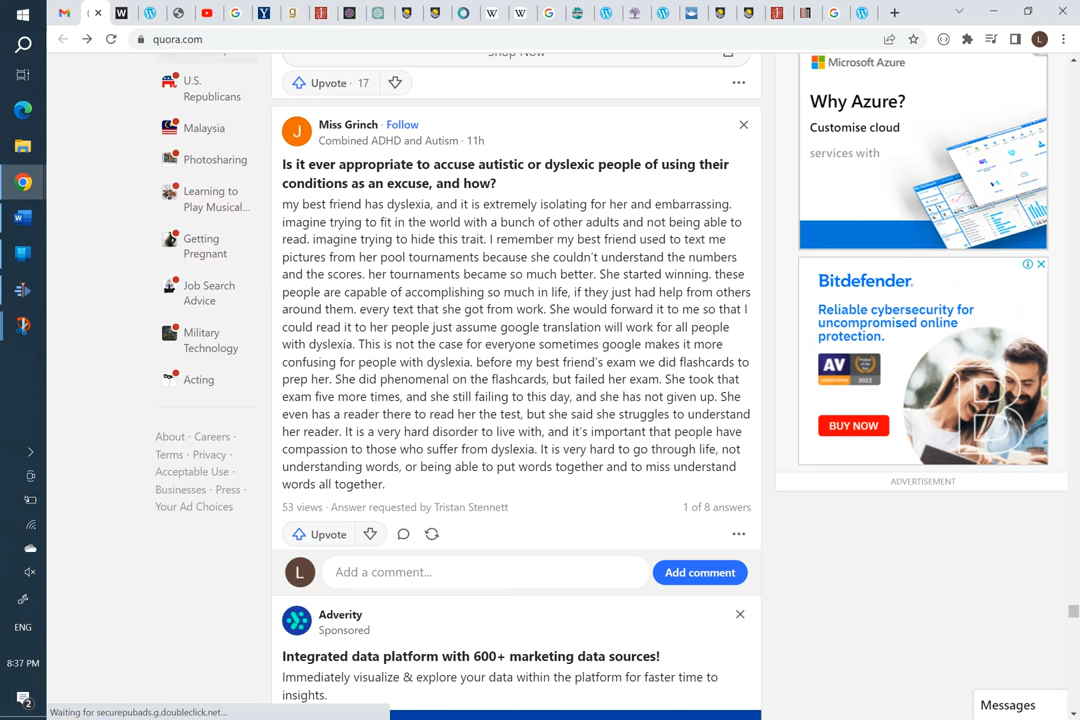 quora.com
Shop Now
U.S.
Republicans
Malaysia
Photosharing
Learning to
Play Musical...
Getting
Pregnant
Job Search
Advice
Military
Technology
Acting
About · Careers ·
Terms · Privacy ·
Acceptable Use ·
Businesses · Press ·
Your Ad Choices
Upvote · 17
Miss Grinch · Follow
Combined ADHD and Autism · 11h
Is it ever appropriate to accuse autistic or dyslexic people of using their
conditions as an excuse, and how?
my best friend has dyslexia, and it is extremely isolating for her and embarrassing.
imagine trying to fit in the world with a bunch of other adults and not being able to
read. imagine trying to hide this trait. I remember my best friend used to text me
pictures from her pool tournaments because she couldn't understand the numbers
and the scores. her tournaments became so much better. She started winning. these
people are capable of accomplishing so much in life, if they just had help from others
around them. every text that she got from work. She would forward it to me so that I
could read it to her people just assume google translation will work for all people
with dyslexia. This is not the case for everyone sometimes google makes it more
confusing for people with dyslexia. before my best friend's exam we did flashcards to
prep her. She did phenomenal on the flashcards, but failed her exam. She took that
exam five more times, and she still failing to this day, and she has not given up. She
even has a reader there to read her the test, but she said she struggles to understand
her reader. It is a very hard disorder to live with, and it's important that people have
compassion to those who suffer from dyslexia. It is very hard to go through life, not
understanding words, or being able to put words together and to miss understand
words all together.
53 views · Answer requested by Tristan Stennett
1 of 8 answers
Upvote
L
Add a comment...
Add comment
Adverity
Sponsored
Integrated data platform with 600+ marketing data sources!
Immediately visualize & explore your data within the platform for faster time to
insights.
Microsoft Azure
Why Azure?
Customise cloud
services with
Bitdefender
Reliable cybersecurity for
uncompromised online
protection.
AV
2022
BUY NOW
B
ADVERTISEMENT
Messages
ENG
8:37 PM
2
Waiting for securepubads.g.doubleclick.net...